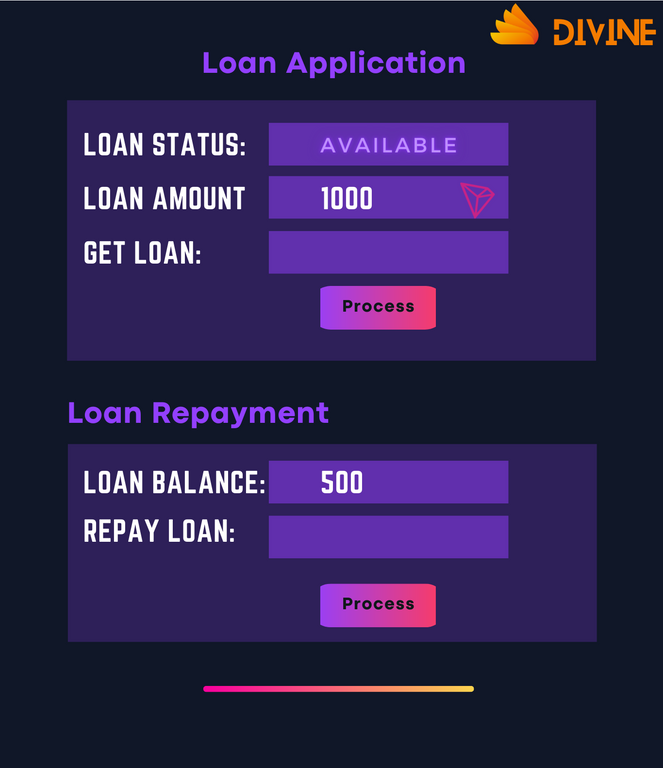 DIVINE
Loan Application
LOAN STATUS: AVAILABLE
LOAN AMOUNT 1000
GET LOAN:
Process
Loan Repayment
LOAN BALANCE: 500
REPAY LOAN:
Process